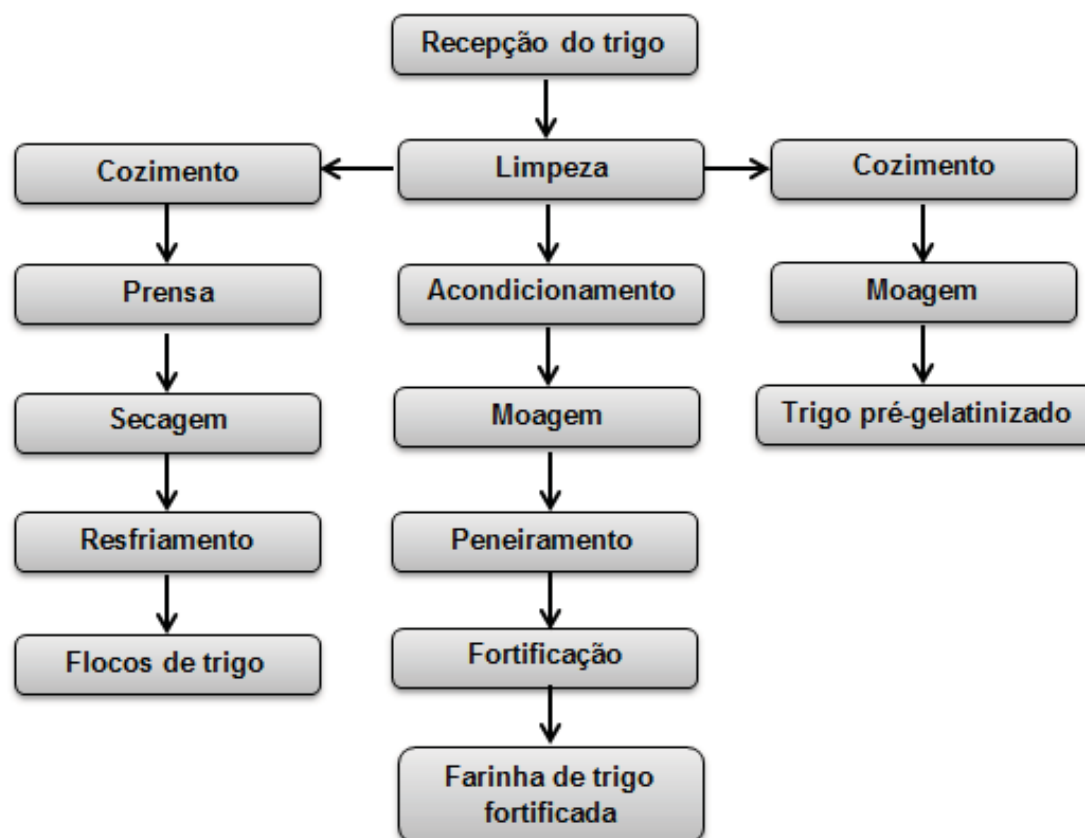 Recepção do trigo
Cozimento
Limpeza
Cozimento
Prensa
Acondicionamento
Moagem
Secagem
Moagem
Trigo pré-gelatinizado
Resfriamento
Peneiramento
Flocos de trigo
Fortificação
Farinha de trigo
fortificada